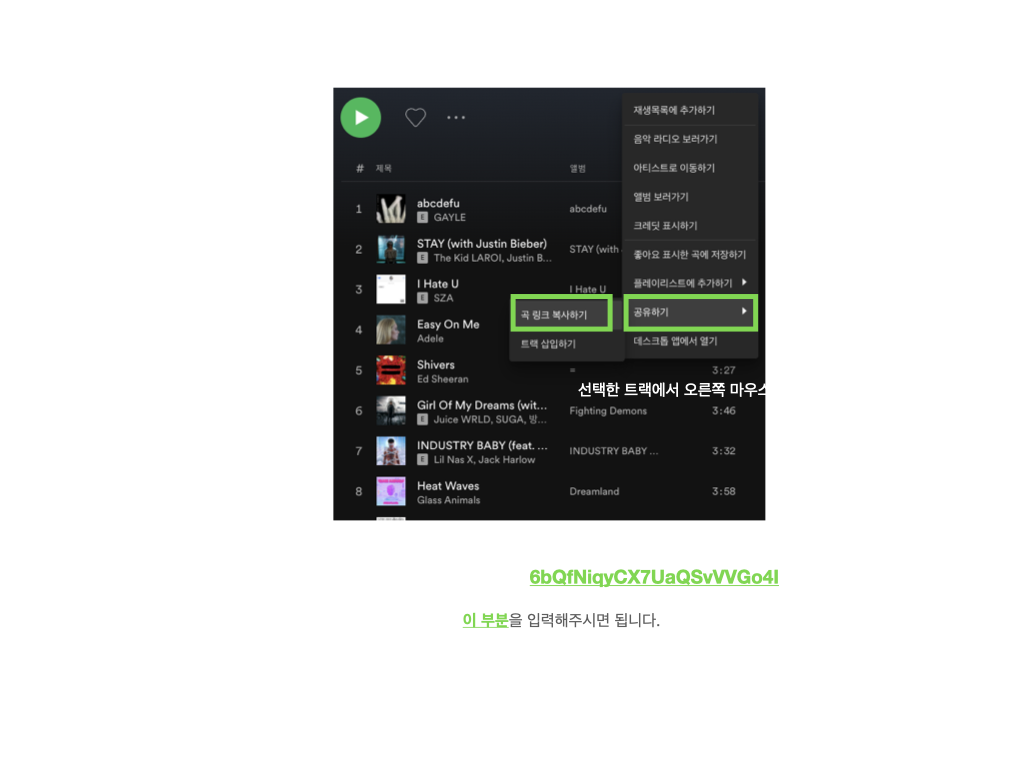 재생목록에 추가하기
음악 라디오 보러가기
아티스트로 이동하기
앨범 보러가기
크레딧 표시하기
좋아요 표시한 곡에 저장하기
플레이리스트에 추가하기
공유하기
데스크톱 앱에서 열기
곡 링크 복사하기
트랙 삽입하기
# 제목 앨범
1 abcdefu abcdefu
E GAYLE
2 STAY (with Justin Bieber) STAY (with
E The Kid LAROI, Justin B...
3 I Hate U I Hate U
E SZA
4 Easy On Me
Adele
5 Shivers = 3:27
Ed Sheeran
선택한 트랙에서 오른쪽 마우스
6 Girl Of My Dreams (wit... Fighting Demons 3:46
E Juice WRLD, SUGA, 방...
7 INDUSTRY BABY (feat. ... INDUSTRY BABY ... 3:32
E Lil Nas X, Jack Harlow
8 Heat Waves Dreamland 3:58
Glass Animals
6bQfNiqyCX7UaQSvVVGo4I
이 부분을 입력해주시면 됩니다.